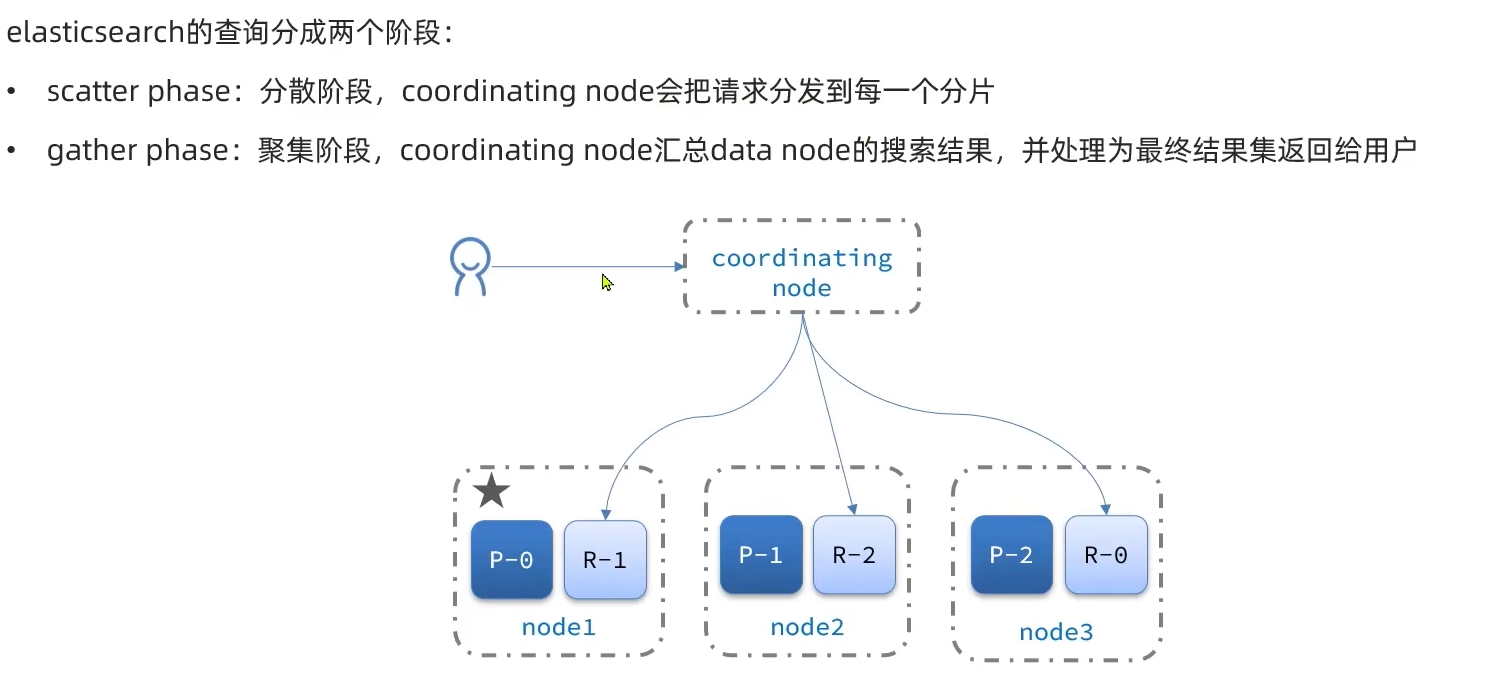 elasticsearch的查询分成两个阶段：
• scatter phase：分散阶段，coordinating node会把请求分发到每一个分片
• gather phase：聚集阶段，coordinating node汇总data node的搜索结果，并处理为最终结果集返回给用户
coordinating
node
P-0 R-1
P-1 R-2
P-2 R-0
node1
node2
node3